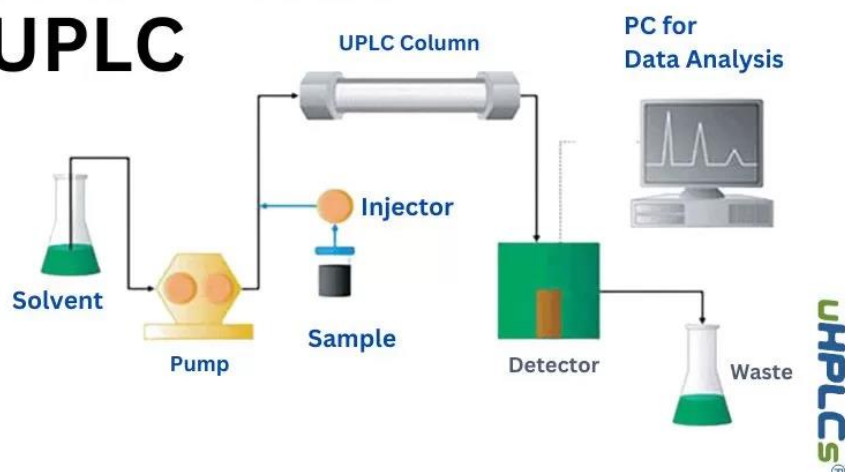 UPLC
UPLC Column
PC for
Data Analysis
Injector
Solvent
Sample
Pump
Detector
Waste
uHPLCs®